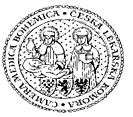 CAMERA MEDICA BOHEMICA • ČESKÁ LÉKAŘSKÁ KOMORA •